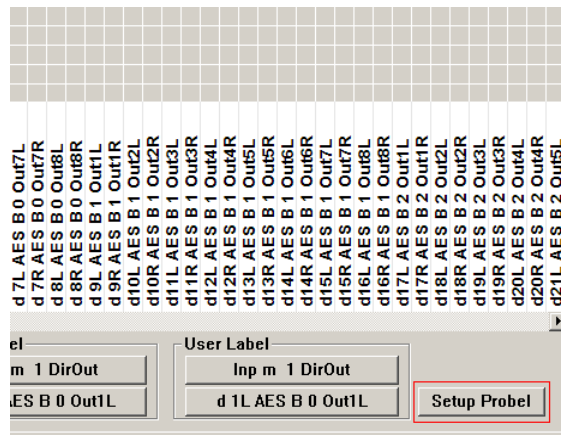 d 7L AES B 0 Out7L
d 7R AES B 0 Out7R
d 8L AES B 0 Out8L
d 8R AES B 0 Out8R
d 9L AES B 1 Out1L
d 9R AES B 1 Out1R
d10L AES B 1 Out2L
d10R AES B 1 Out2R
d11L AES B 1 Out3L
d11R AES B 1 Out3R
d12L AES B 1 Out4L
d12R AES B 1 Out4R
d13L AES B 1 Out5L
d13R AES B 1 Out5R
d14L AES B 1 Out6L
d14R AES B 1 Out6R
d15L AES B 1 Out7L
d15R AES B 1 Out7R
d16L AES B 1 Out8L
d16R AES B 1 Out8R
d17L AES B 2 Out1L
d17R AES B 2 Out1R
d18L AES B 2 Out2L
d18R AES B 2 Out2R
d19L AES B 2 Out3L
d19R AES B 2 Out3R
d20L AES B 2 Out4L
d20R AES B 2 Out4R
d21L AES B 2 Out5L
el
User Label
m 1 DirOut
Inp m 1 DirOut
AES B 0 Out1L
d 1L AES B 0 Out1L
Setup Probel